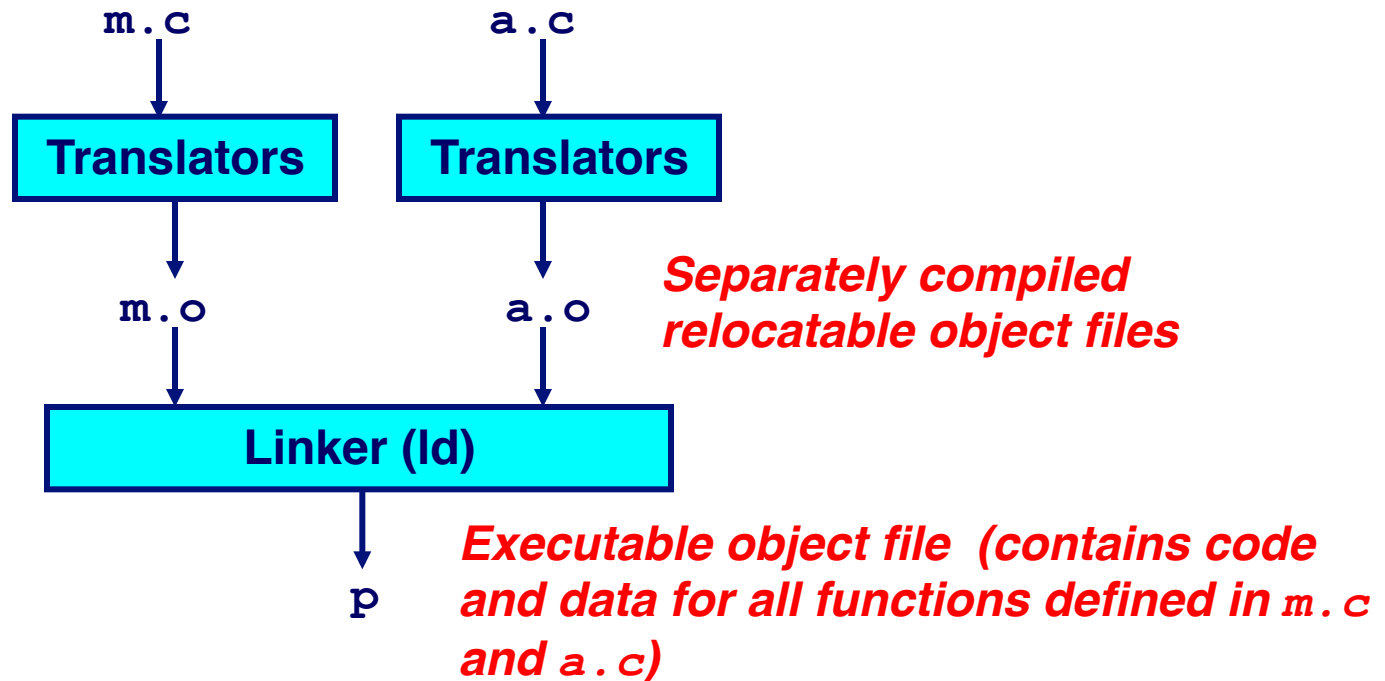 m.c
a.c
Translators
Translators
m.o
a.o
Separately compiled
relocatable object files
Linker (ld)
p
Executable object file (contains code
and data for all functions defined in m.c
and a.c)